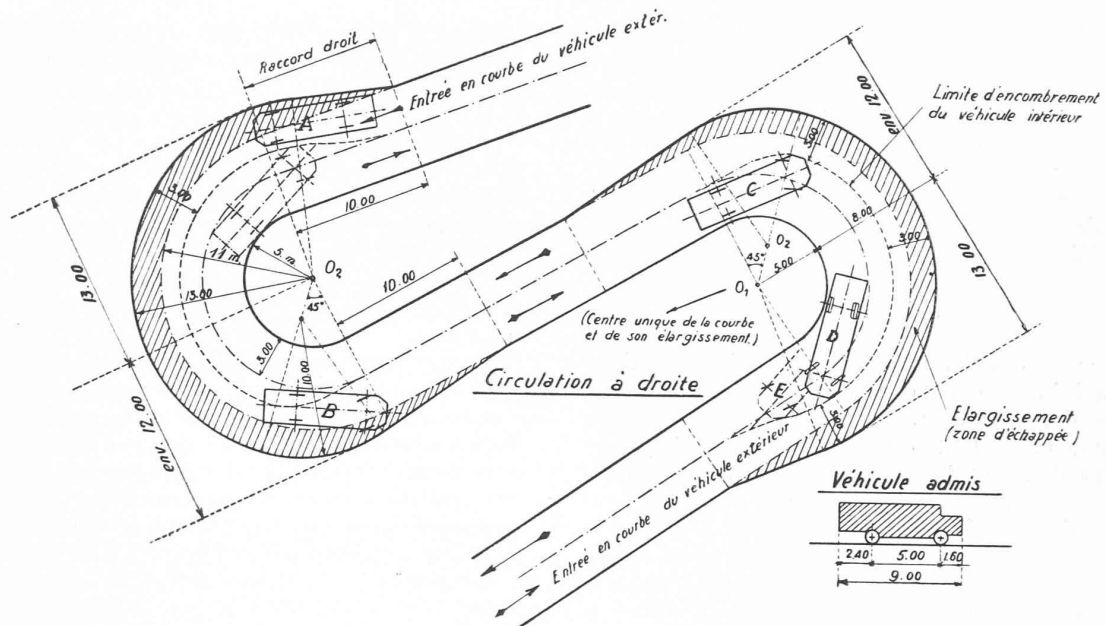 Raccord droit
Entrée en courbe du véhicule extér.
A
10.00
3.00
11 m.
5. m.
13.00
O2
45°
13.00
env. 12.00
3.00
10.00
B
10.00
Circulation à droite
env. 12.00
Limite d'encombrement
du véhicule intérieur
3.00
C
8.00
3.00
13.00
O2
45°
5.00
O1
(Centre unique de la courbe
et de son élargissement.)
D
E
3.00
Elargissement
(zone d'échappée)
Entrée en courbe du véhicule extérieur
Véhicule admis
2.40
5.00
1.60
9.00